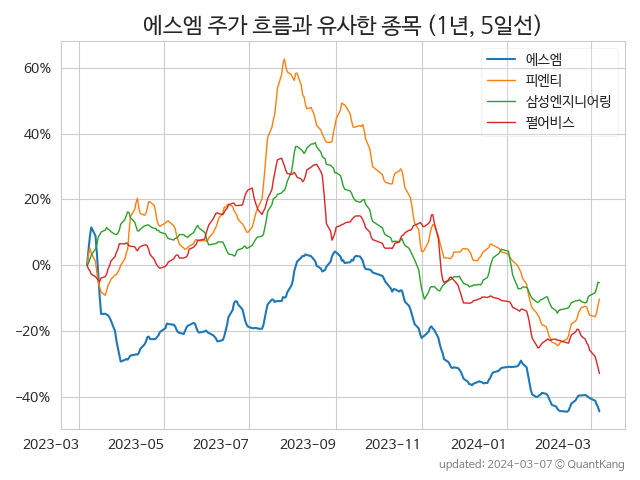 에스엠 주가 흐름과 유사한 종목 (1년, 5일선)
에스엠
피엔티
삼성엔지니어링
펄어비스
60%
40%
20%
0%
−20%
−40%
2023-03 2023-05 2023-07 2023-09 2023-11 2024-01 2024-03
updated: 2024-03-07 © QuantKang